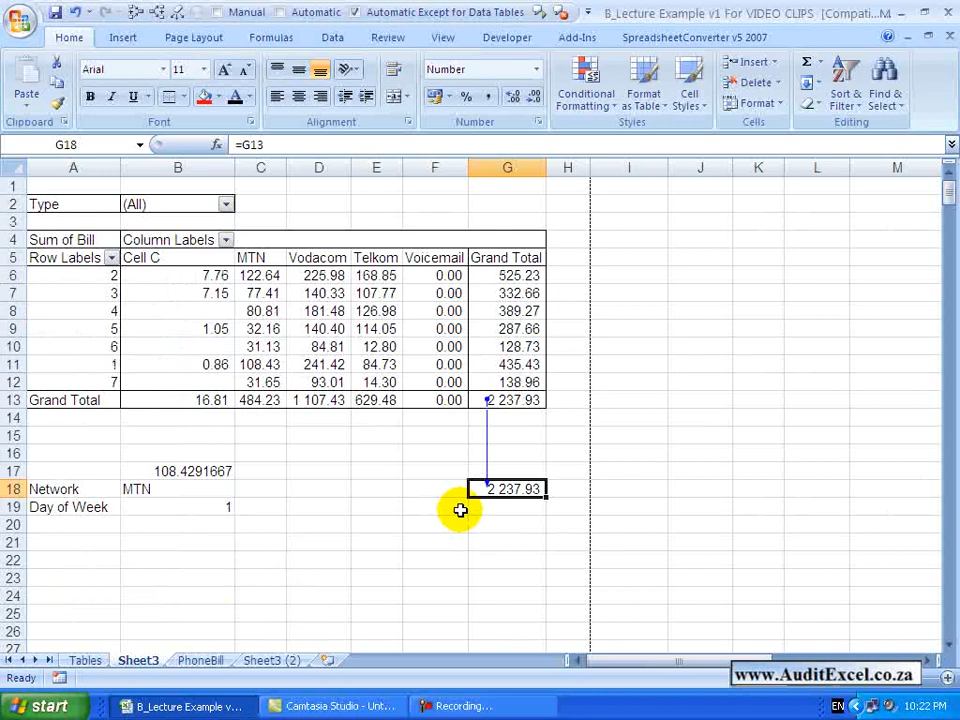 Manual Automatic Automatic Except for Data Tables B_Lecture Example v1 For VIDEO CLIPS [Compati...M...
Home Insert Page Layout Formulas Data Review View Developer Add-Ins SpreadsheetConverter v5 2007
Paste Arial 11 A A Number Conditional Formatting Format as Table Cell Styles Insert Delete Format Σ Sort & Filter Find & Select
B I U A $ % ,
Clipboard Font Alignment Number Styles Cells Editing
G18 fx =G13
A B C D E F G H I J K L M
1
2 Type (All)
3
4 Sum of Bill Column Labels
5 Row Labels Cell C MTN Vodacom Telkom Voicemail Grand Total
6 2 7.76 122.64 225.98 168.85 0.00 525.23
7 3 7.15 77.41 140.33 107.77 0.00 332.66
8 4 80.81 181.48 126.98 0.00 389.27
9 5 1.05 32.16 140.40 114.05 0.00 287.66
10 6 31.13 84.81 12.80 0.00 128.73
11 1 0.86 108.43 241.42 84.73 0.00 435.43
12 7 31.65 93.01 14.30 0.00 138.96
13 Grand Total 16.81 484.23 1 107.43 629.48 0.00 2 237.93
14
15
16
17 108.4291667
18 Network MTN 2 237.93
19 Day of Week 1
20
21
22
23
24
25
26
27
Tables Sheet3 PhoneBill Sheet3 (2)
Ready www.AuditExcel.co.za
start B_Lecture Example v... Camtasia Studio - Unt... Recording... EN 10:22 PM